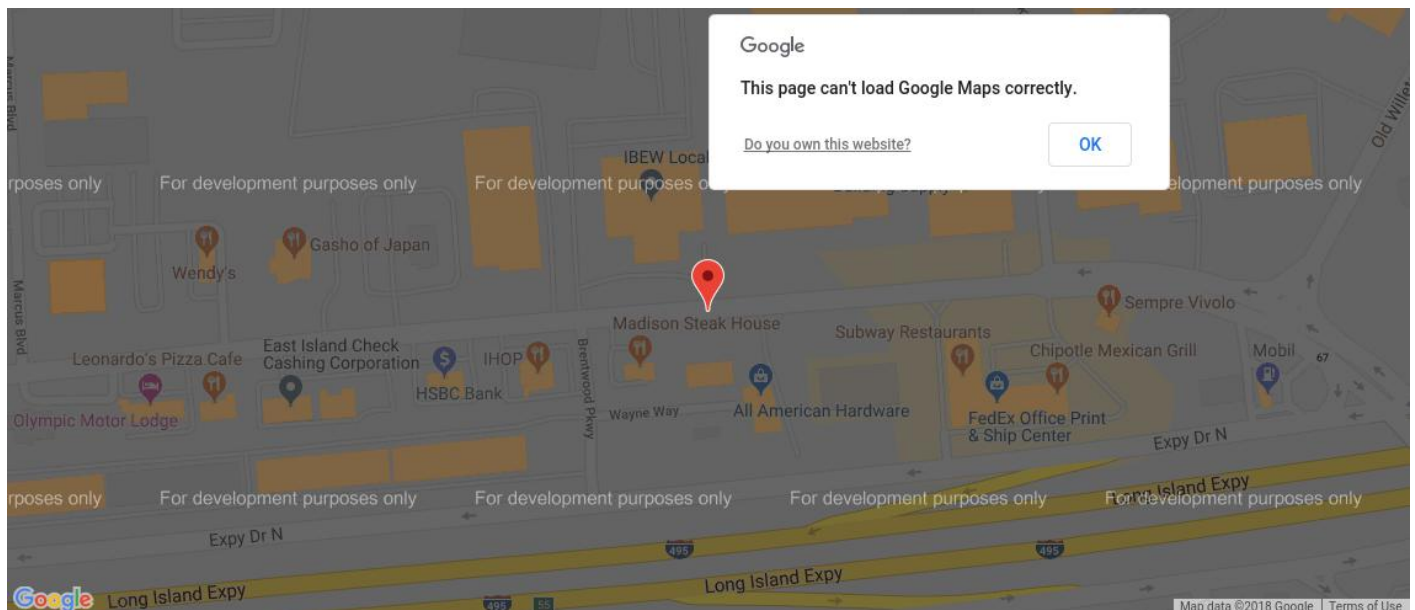 Google
This page can't load Google Maps correctly.
Do you own this website?
OK
Marcus Blvd
Old Willet
IBEW Local
rposes only
For development purposes only
For development purposes o
elopment purposes only
Wendy's
Gasho of Japan
Marcus Blvd
Madison Steak House
Subway Restaurants
Sempre Vivolo
Leonardo's Pizza Cafe
East Island Check
Cashing Corporation
HSBC Bank
IHOP
Brentwood Pkwy
Chipotle Mexican Grill
Mobil
67
Olympic Motor Lodge
Wayne Way
All American Hardware
FedEx Office Print
& Ship Center
Expy Dr N
rposes only
For development purposes only
For development purposes only
For development purposes only
For development purposes only
Long Island Expy
Expy Dr N
495
495
Long Island Expy
Long Island Expy
495
55
Google
Map data ©2018 Google
Terms of Use